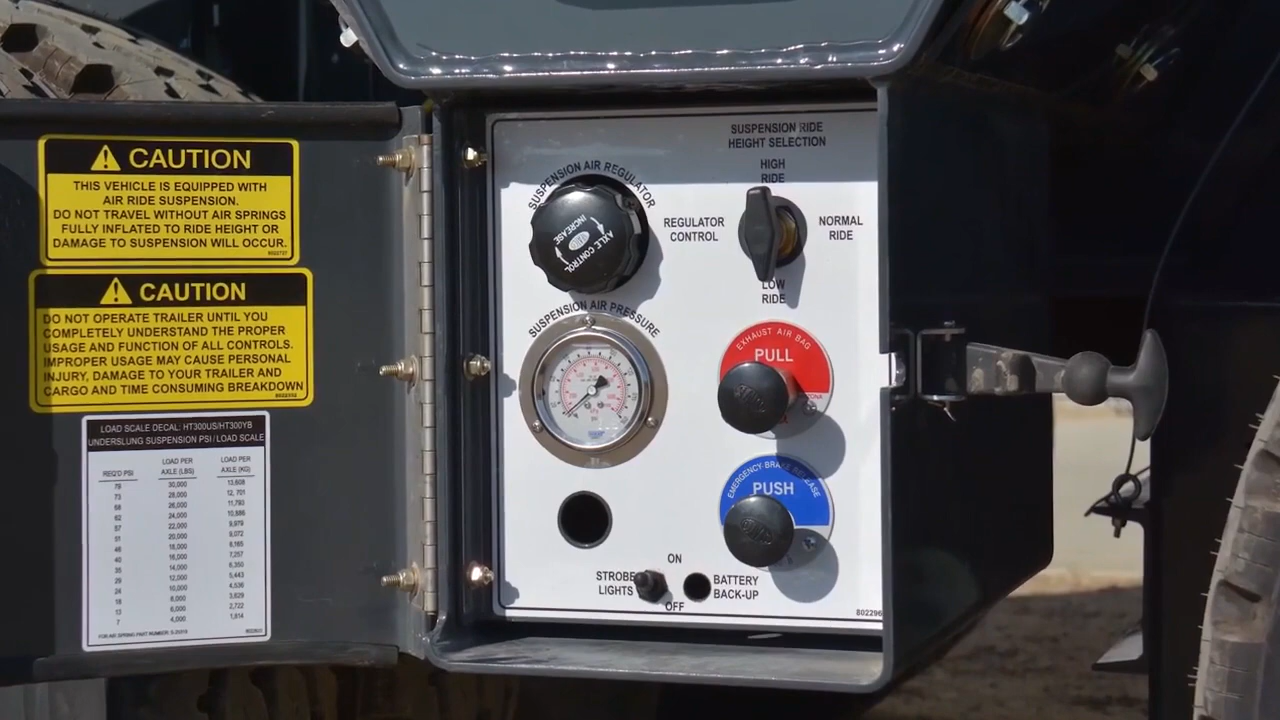 CAUTION
THIS VEHICLE IS EQUIPPED WITH
AIR RIDE SUSPENSION.
DO NOT TRAVEL WITHOUT AIR SPRINGS
FULLY INFLATED TO RIDE HEIGHT OR
DAMAGE TO SUSPENSION WILL OCCUR.
CAUTION
DO NOT OPERATE TRAILER UNTIL YOU
COMPLETELY UNDERSTAND THE PROPER
USAGE AND FUNCTION OF ALL CONTROLS.
IMPROPER USAGE MAY CAUSE PERSONAL
INJURY, DAMAGE TO YOUR TRAILER AND
CARGO AND TIME CONSUMING BREAKDOWN
LOAD SCALE DECAL: HT300US/HT300YB
UNDERSLUNG SUSPENSION PSI / LOAD SCALE
REQ'D PSI LOAD PER AXLE (LBS) LOAD PER AXLE (KG)
79 30,000 13,608
73 28,000 12,701
68 26,000 11,793
62 24,000 10,886
57 22,000 9,979
51 20,000 9,072
46 18,000 8,165
40 16,000 7,257
35 14,000 6,350
29 12,000 5,443
24 10,000 4,536
18 8,000 3,629
13 6,000 2,722
7 4,000 1,814
SUSPENSION AIR REGULATOR
AXLE CONTROL
INCREASE
SUSPENSION RIDE
HEIGHT SELECTION
HIGH
RIDE
REGULATOR
CONTROL
NORMAL
RIDE
LOW
RIDE
SUSPENSION AIR PRESSURE
EXHAUST AIR BAG
PULL
EMERGENCY BRAKE RELEASE
PUSH
ON
STROBE
LIGHTS
OFF
BATTERY
BACK-UP
802296